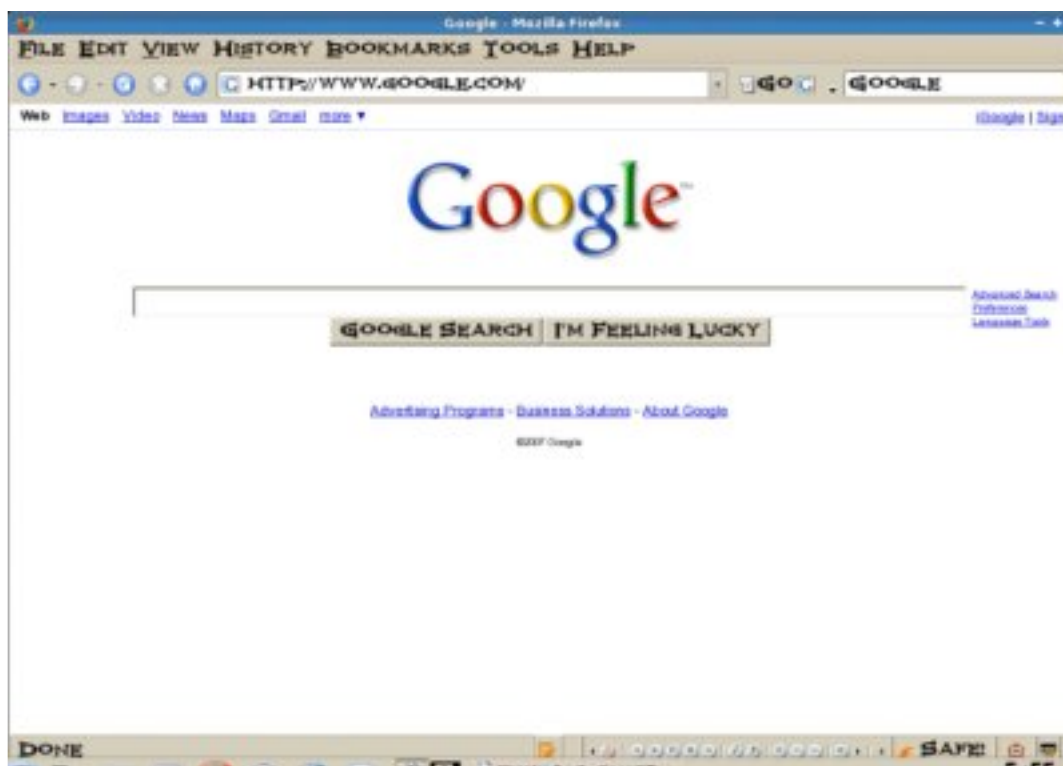 Google - Mozilla Firefox
FILE EDIT VIEW HISTORY BOOKMARKS TOOLS HELP
HTTP://WWW.GOOGLE.COM/ GO GOOGLE
Web Images Video News Maps Gmail more ▼ iGoogle | Sign
Google™
Advanced Search
Preferences
Language Tools
GOOGLE SEARCH I'M FEELING LUCKY
Advertising Programs - Business Solutions - About Google
©2007 Google
DONE SAFE!